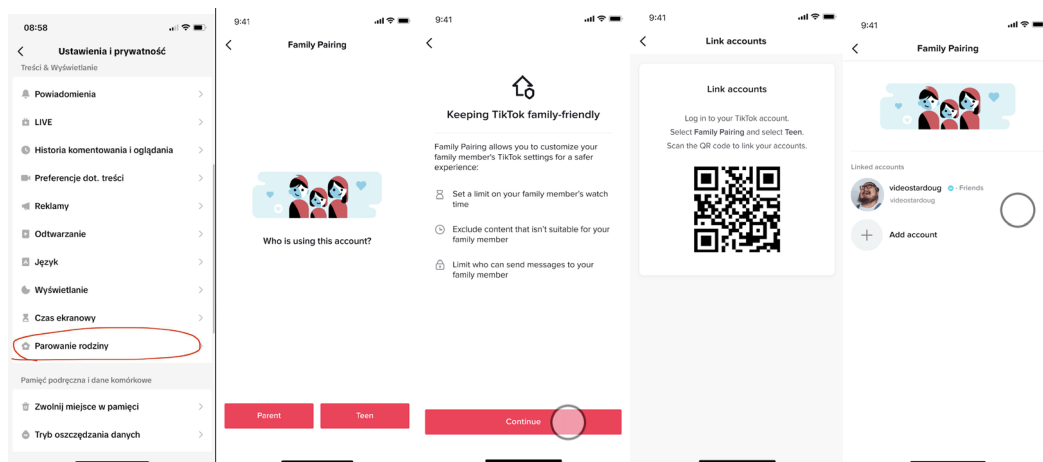 08:58
Ustawienia i prywatność
Treści & Wyświetlanie
Powiadomienia
LIVE
Historia komentowania i oglądania
Preferencje dot. treści
Reklamy
Odtwarzanie
Język
Wyświetlanie
Czas ekranowy
Parowanie rodziny
Pamięć podręczna i dane komórkowe
Zwolnij miejsce w pamięci
Tryb oszczędzania danych
9:41
Family Pairing
Who is using this account?
Parent
Teen
9:41
Keeping TikTok family-friendly
Family Pairing allows you to customize your
family member's TikTok settings for a safer
experience:
Set a limit on your family member's watch
time
Exclude content that isn't suitable for your
family member
Limit who can send messages to your
family member
Continue
9:41
Link accounts
Link accounts
Log in to your TikTok account.
Select Family Pairing and select Teen.
Scan the QR code to link your accounts.
9:41
Family Pairing
Linked accounts
videostardoug · Friends
videostardoug
Add account